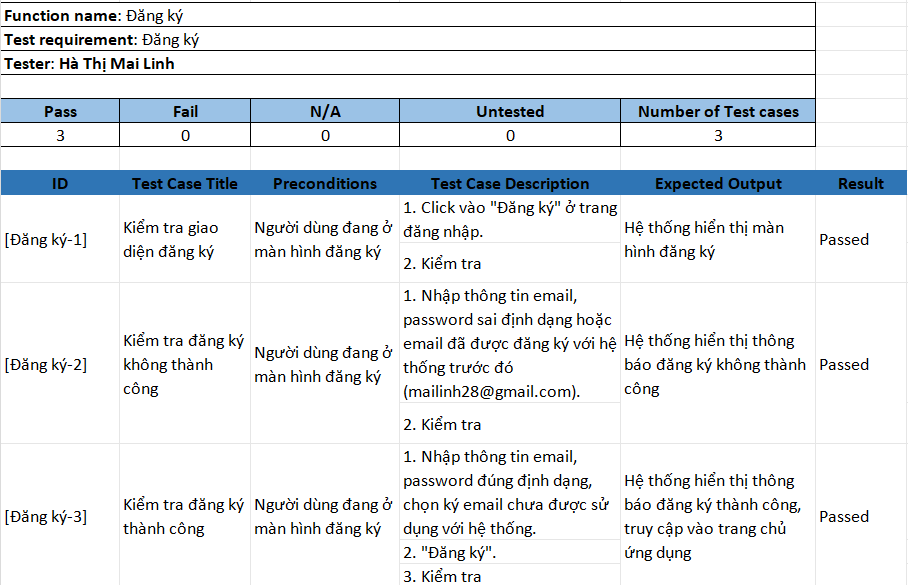 Function name: Đăng ký
Test requirement: Đăng ký
Tester: Hà Thị Mai Linh
Pass Fail N/A Untested Number of Test cases
3 0 0 0 3
ID Test Case Title Preconditions Test Case Description Expected Output Result
[Đăng ký-1]
Kiểm tra giao
diện đăng ký
Người dùng đang ở
màn hình đăng ký
1. Click vào "Đăng ký" ở trang
đăng nhập.
2. Kiểm tra
Hệ thống hiển thị màn
hình đăng ký
Passed
[Đăng ký-2]
Kiểm tra đăng ký
không thành
công
Người dùng đang ở
màn hình đăng ký
1. Nhập thông tin email,
password sai định dạng hoặc
email đã được đăng ký với hệ
thống trước đó
(mailinh28@gmail.com).
2. Kiểm tra
Hệ thống hiển thị thông
báo đăng ký không thành
công
Passed
[Đăng ký-3]
Kiểm tra đăng ký
thành công
Người dùng đang ở
màn hình đăng ký
1. Nhập thông tin email,
password đúng định dạng,
chọn ký email chưa được sử
dụng với hệ thống.
2. "Đăng ký".
3. Kiểm tra
Hệ thống hiển thị thông
báo đăng ký thành công,
truy cập vào trang chủ
ứng dụng
Passed